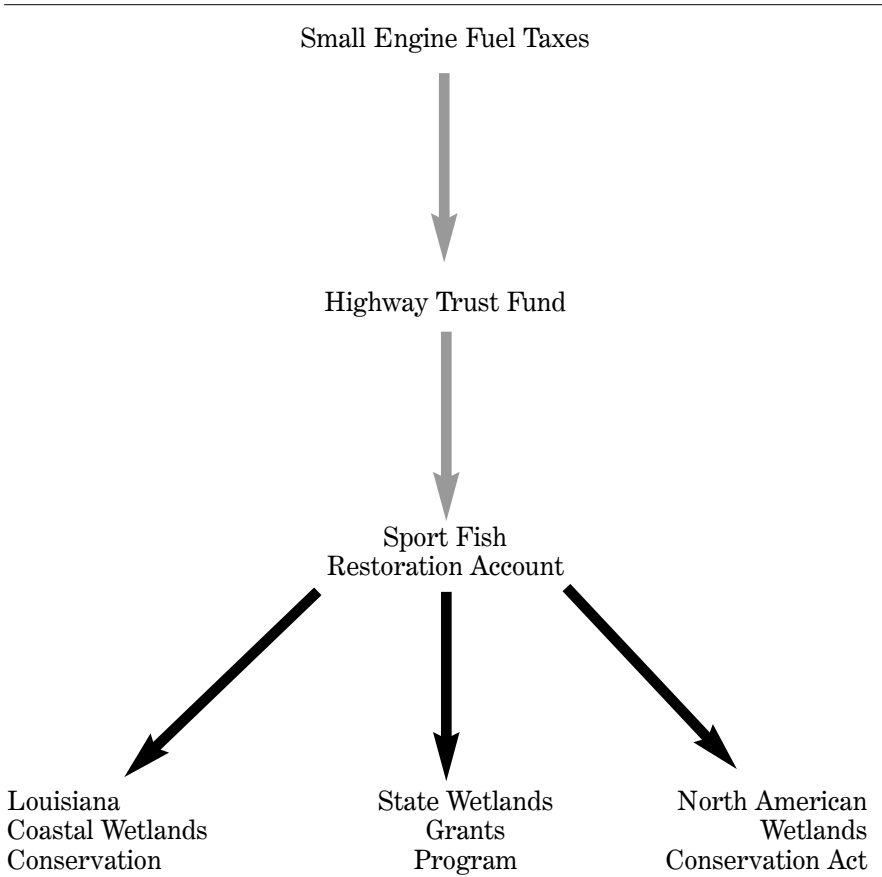 Small Engine Fuel Taxes
Highway Trust Fund
Sport Fish
Restoration Account
Louisiana
Coastal Wetlands
Conservation
State Wetlands
Grants
Program
North American
Wetlands
Conservation Act